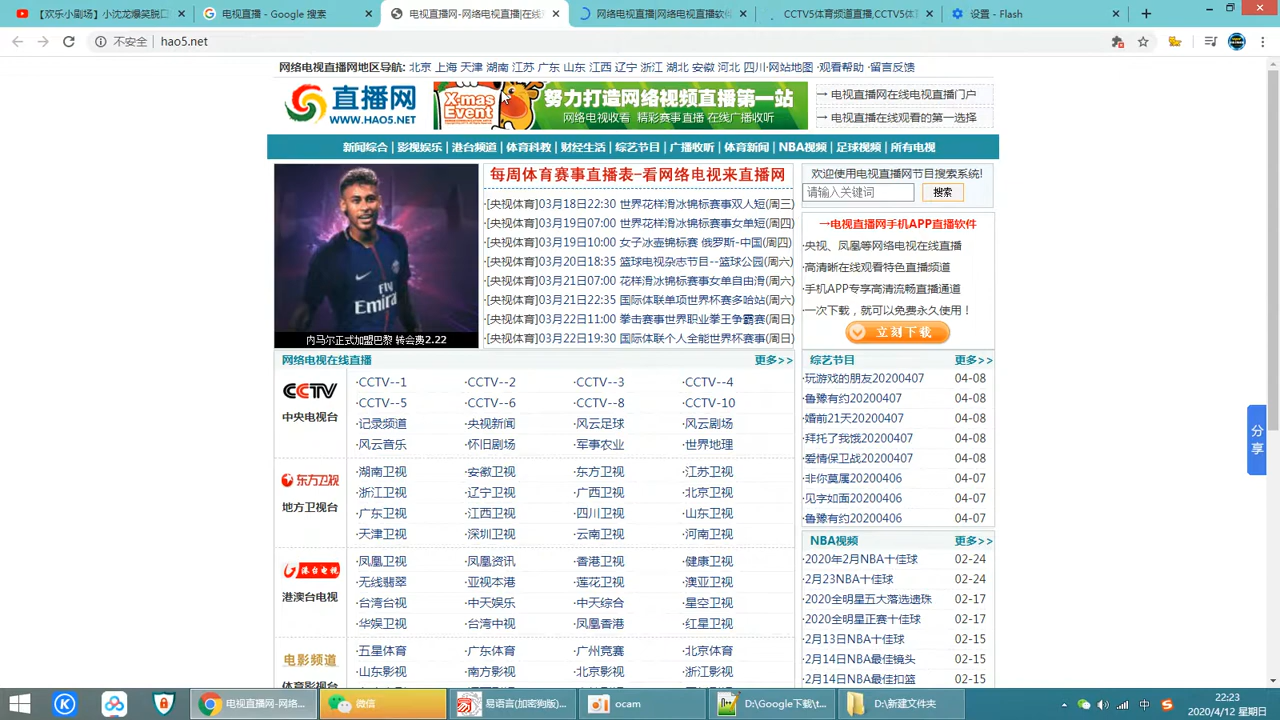 【欢乐小剧场】小沈龙爆笑脱口
电视直播 - Google 搜索
电视直播网-网络电视直播|在线
网络电视直播|网络电视直播软件
CCTV5体育频道直播,CCTV5体
设置 - Flash
不安全 hao5.net
网络电视直播网地区导航: 北京 上海 天津 湖南 江苏 广东 山东 江西 辽宁 浙江 湖北 安徽 河北 四川·网站地图 ·观看帮助 ·留言反馈
直播网
WWW.HAO5.NET
X-mas Event
努力打造网络视频直播第一站
网络电视收看 精彩赛事直播 在线广播收听
→ 电视直播网在线电视直播门户
→ 电视直播在线观看的第一选择
新闻综合 | 影视娱乐 | 港台频道 | 体育科教 | 财经生活 | 综艺节目 | 广播收听 | 体育新闻 | NBA视频 | 足球视频 | 所有电视
Fly Emirates
内马尔正式加盟巴黎 转会费2.22
每周体育赛事直播表-看网络电视来直播网
·[央视体育]03月18日22:30 世界花样滑冰锦标赛事双人短(周三)
·[央视体育]03月19日07:00 世界花样滑冰锦标赛事女单短(周四)
·[央视体育]03月19日10:00 女子冰壶锦标赛 俄罗斯-中国(周四)
·[央视体育]03月20日18:35 篮球电视杂志节目--篮球公园(周六)
·[央视体育]03月21日07:00 花样滑冰锦标赛事女单自由滑(周六)
·[央视体育]03月21日22:35 国际体联单项世界杯赛多哈站(周六)
·[央视体育]03月22日11:00 拳击赛事世界职业拳王争霸赛(周日)
·[央视体育]03月22日19:30 国际体联个人全能世界杯赛事(周日)
欢迎使用电视直播网节目搜索系统!
请输入关键词 搜索
→电视直播网手机APP直播软件
·央视、凤凰等网络电视在线直播
·高清晰在线观看特色直播频道
·手机APP专享高清流畅直播通道
·一次下载，就可以免费永久使用！
立刻下载
网络电视在线直播 更多>>
CCTV
中央电视台
·CCTV--1 ·CCTV--2 ·CCTV--3 ·CCTV--4
·CCTV--5 ·CCTV--6 ·CCTV--8 ·CCTV-10
·记录频道 ·央视新闻 ·风云足球 ·风云剧场
·风云音乐 ·怀旧剧场 ·军事农业 ·世界地理
东方卫视
地方卫视台
·湖南卫视 ·安徽卫视 ·东方卫视 ·江苏卫视
·浙江卫视 ·辽宁卫视 ·广西卫视 ·北京卫视
·广东卫视 ·江西卫视 ·四川卫视 ·山东卫视
·天津卫视 ·深圳卫视 ·云南卫视 ·河南卫视
港台电视
港澳台电视
·凤凰卫视 ·凤凰资讯 ·香港卫视 ·健康卫视
·无线翡翠 ·亚视本港 ·莲花卫视 ·澳亚卫视
·台湾台视 ·中天娱乐 ·中天综合 ·星空卫视
·华娱卫视 ·台湾中视 ·凤凰香港 ·红星卫视
电影频道
体育影视台
·五星体育 ·广东体育 ·广州竞赛 ·北京体育
·山东影视 ·南方影视 ·北京影视 ·浙江影视
综艺节目 更多>>
·玩游戏的朋友20200407 04-08
·鲁豫有约20200407 04-08
·婚前21天20200407 04-08
·拜托了我饿20200407 04-08
·爱情保卫战20200407 04-08
·非你莫属20200406 04-07
·见字如面20200406 04-07
·鲁豫有约20200406 04-07
NBA视频 更多>>
·2020年2月NBA十佳球 02-24
·2月23NBA十佳球 02-24
·2020全明星五大落选遗珠 02-17
·2020全明星正赛十佳球 02-17
·2月13日NBA十佳球 02-15
·2月14日NBA最佳镜头 02-15
·2月14日NBA最佳扣篮 02-15
分享
电视直播网-网络...
微信
易语言(加密狗版)...
ocam
D:\Google下载\t...
D:\新建文件夹
中
22:23
2020/4/12 星期日